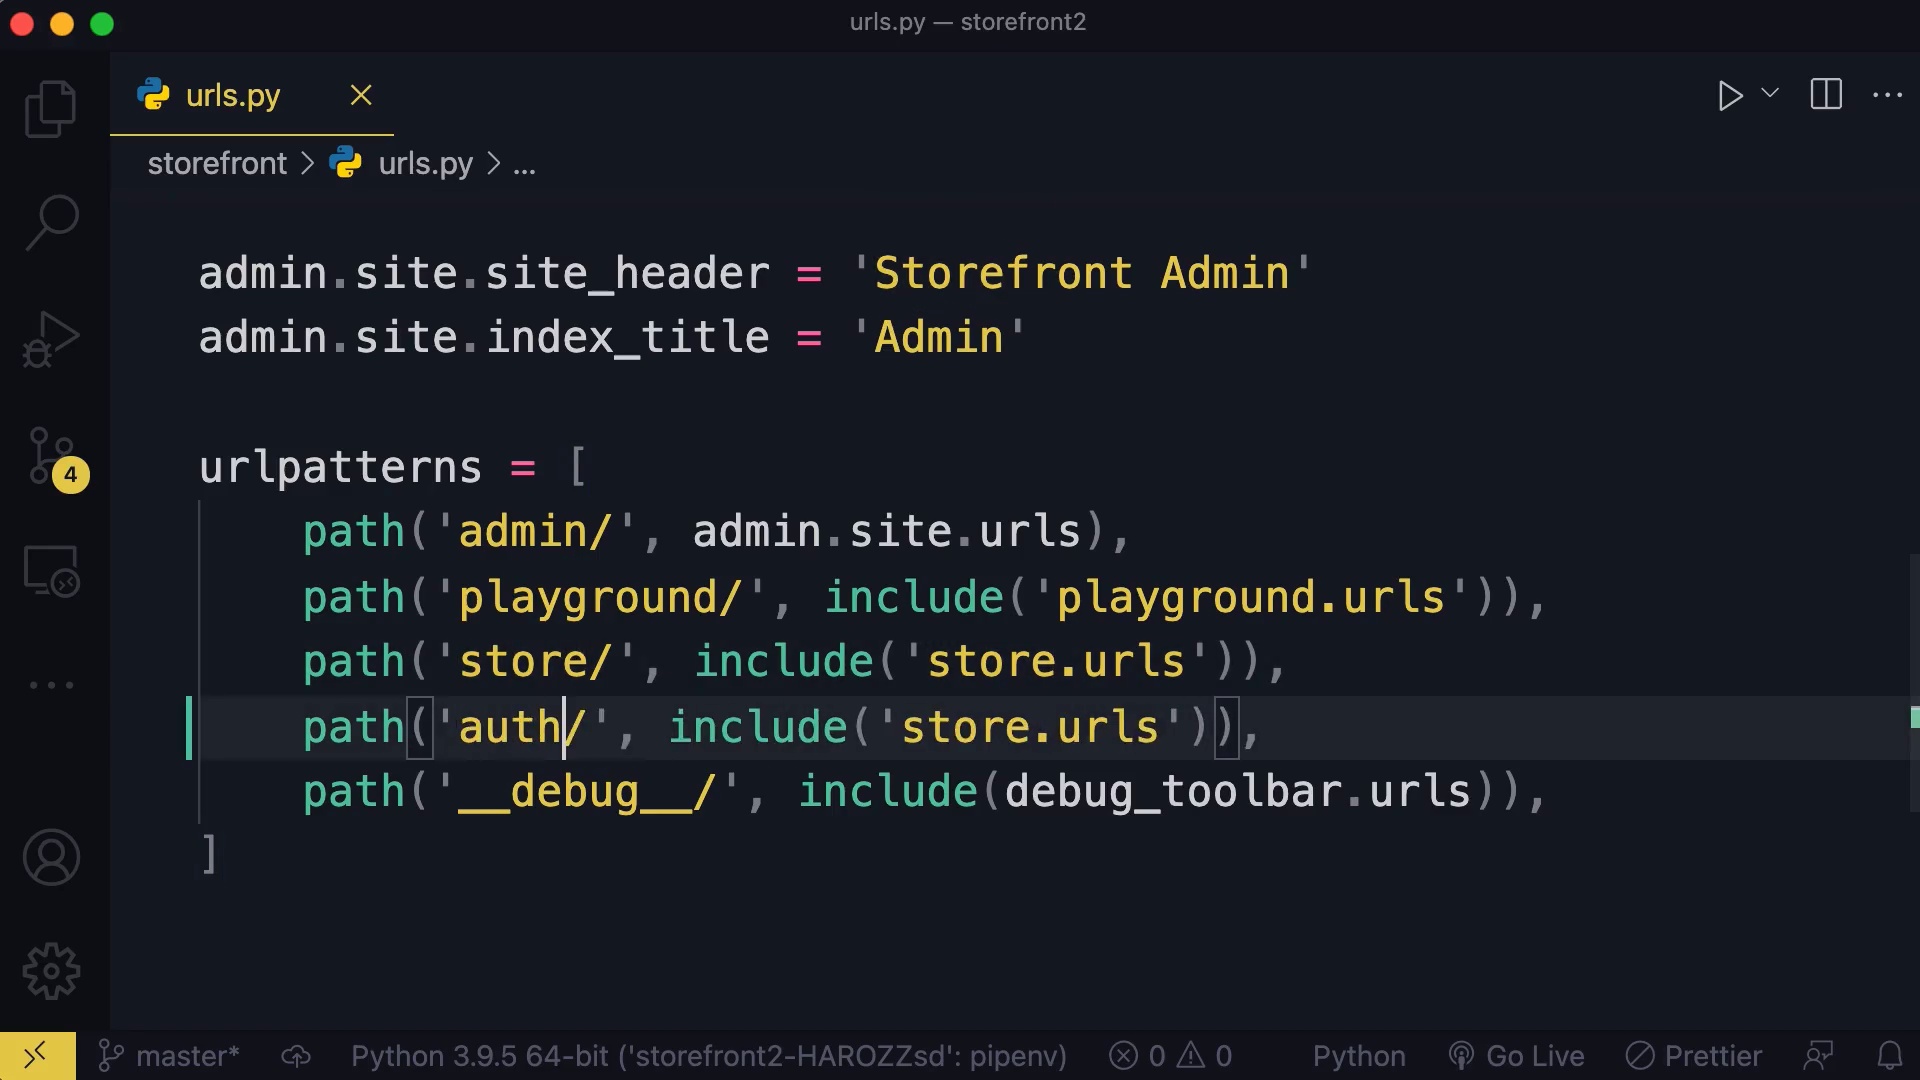 urls.py — storefront2
urls.py
storefront > urls.py > ...
admin.site.site_header = 'Storefront Admin'
admin.site.index_title = 'Admin'
urlpatterns = [
    path('admin/', admin.site.urls),
    path('playground/', include('playground.urls')),
    path('store/', include('store.urls')),
    path('auth/', include('store.urls')),
    path('__debug__/', include(debug_toolbar.urls)),
]
4
master* Python 3.9.5 64-bit ('storefront2-HAROZZsd': pipenv) 0 0 Python Go Live Prettier